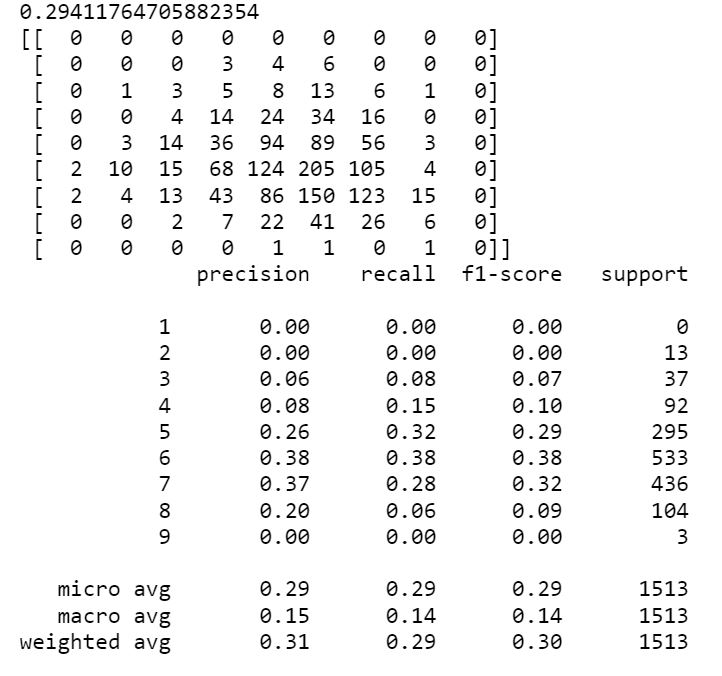 0.29411764705882354
[[  0   0   0   0   0   0   0   0   0]
 [  0   0   0   3   4   6   0   0   0]
 [  0   1   3   5   8  13   6   1   0]
 [  0   0   4  14  24  34  16   0   0]
 [  0   3  14  36  94  89  56   3   0]
 [  2  10  15  68 124 205 105   4   0]
 [  2   4  13  43  86 150 123  15   0]
 [  0   0   2   7  22  41  26   6   0]
 [  0   0   0   0   1   1   0   1   0]]
              precision    recall  f1-score   support
           1       0.00      0.00      0.00         0
           2       0.00      0.00      0.00        13
           3       0.06      0.08      0.07        37
           4       0.08      0.15      0.10        92
           5       0.26      0.32      0.29       295
           6       0.38      0.38      0.38       533
           7       0.37      0.28      0.32       436
           8       0.20      0.06      0.09       104
           9       0.00      0.00      0.00         3
   micro avg       0.29      0.29      0.29      1513
   macro avg       0.15      0.14      0.14      1513
weighted avg       0.31      0.29      0.30      1513